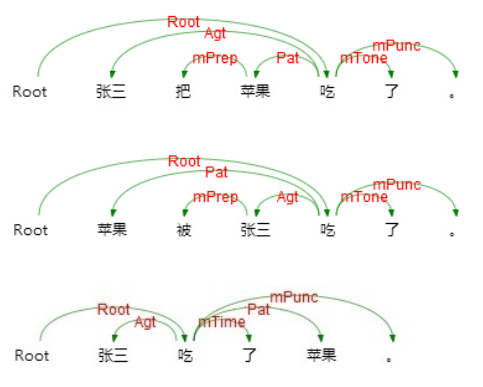 Root
Agt
mPunc
mPrep Pat mTone
Root 张三 把 苹果 吃 了 。
Root
Pat
mPunc
mPrep Agt mTone
Root 苹果 被 张三 吃 了 。
mPunc
Root Pat
Agt mTime
Root 张三 吃 了 苹果 。